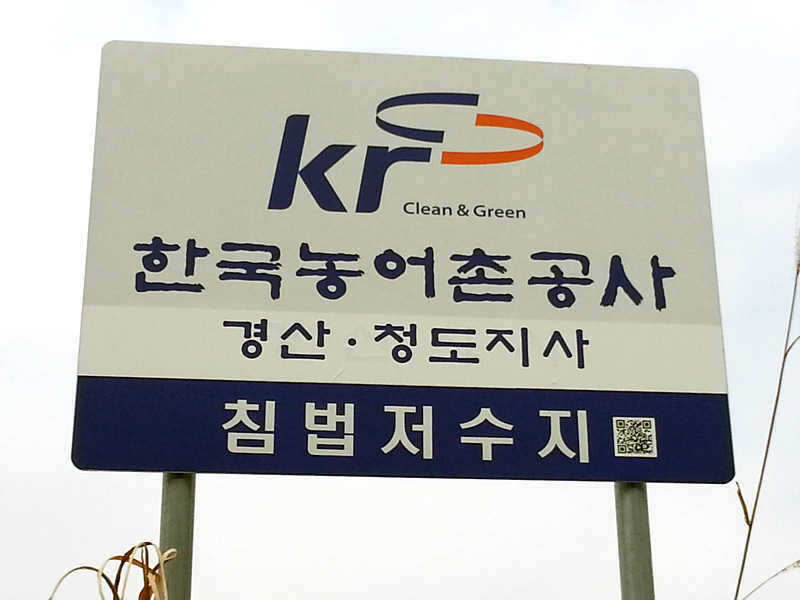 kr
Clean & Green
한국농어촌공사
경산·청도지사
침법저수지